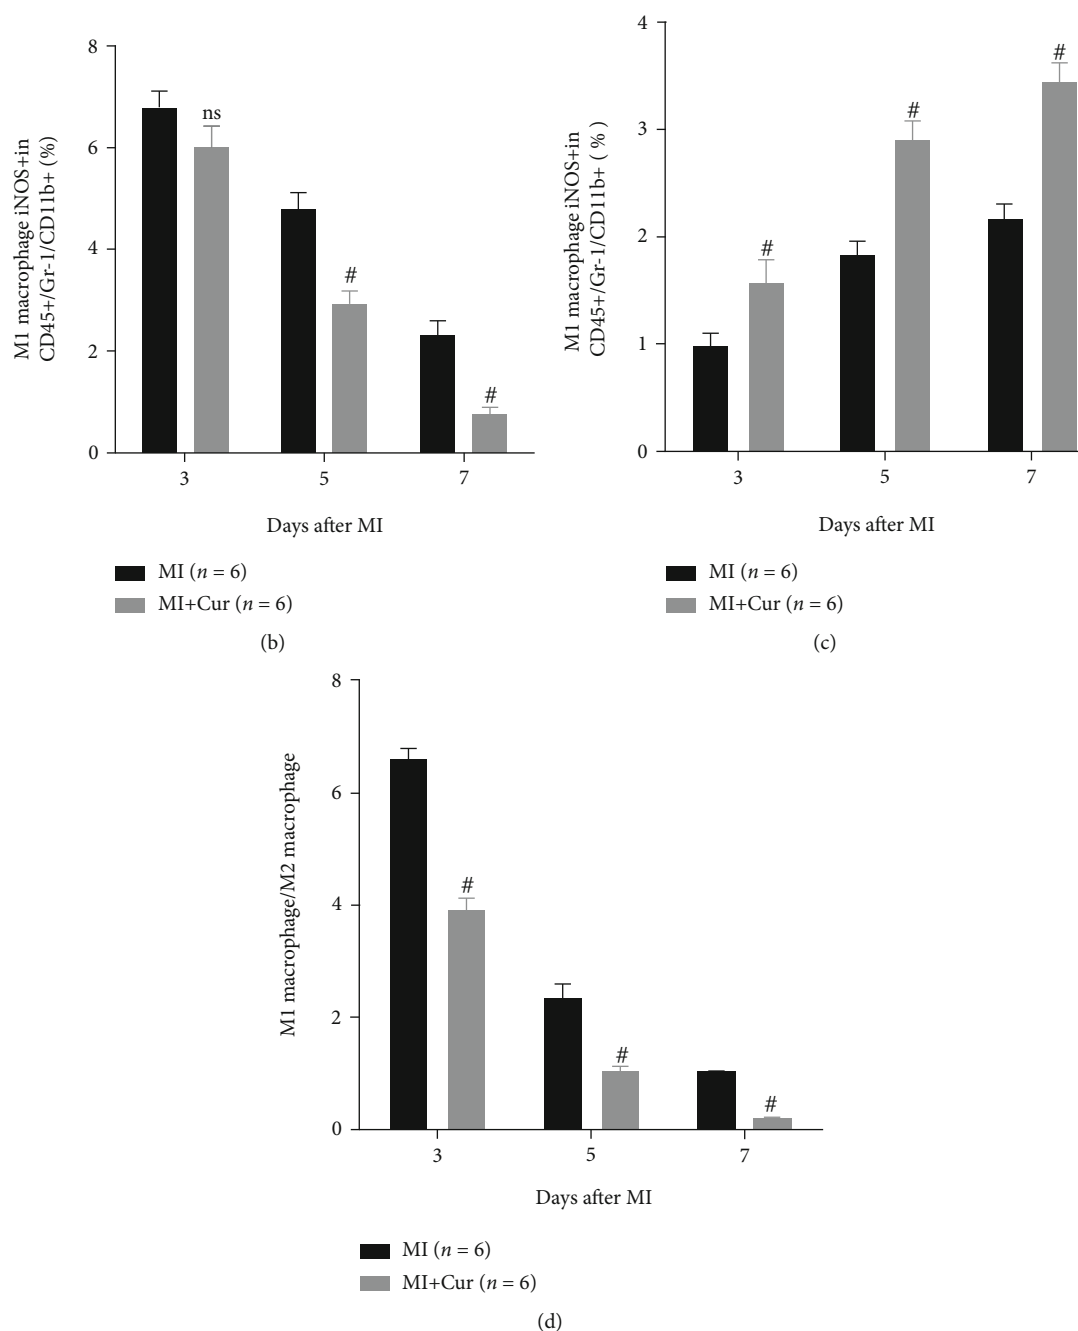 M1 macrophage iNOS+in
CD45+/Gr-1/CD11b+ (%)
8
6
4
2
0
ns
#
#
3
5
7
Days after MI
MI (n = 6)
MI+Cur (n = 6)
(b)
M1 macrophage iNOS+in
CD45+/Gr-1/CD11b+ ( % )
4
3
2
1
0
#
#
#
3
5
7
Days after MI
MI (n = 6)
MI+Cur (n = 6)
(c)
M1 macrophage/M2 macrophage
8
6
4
2
0
#
#
#
3
5
7
Days after MI
MI (n = 6)
MI+Cur (n = 6)
(d)